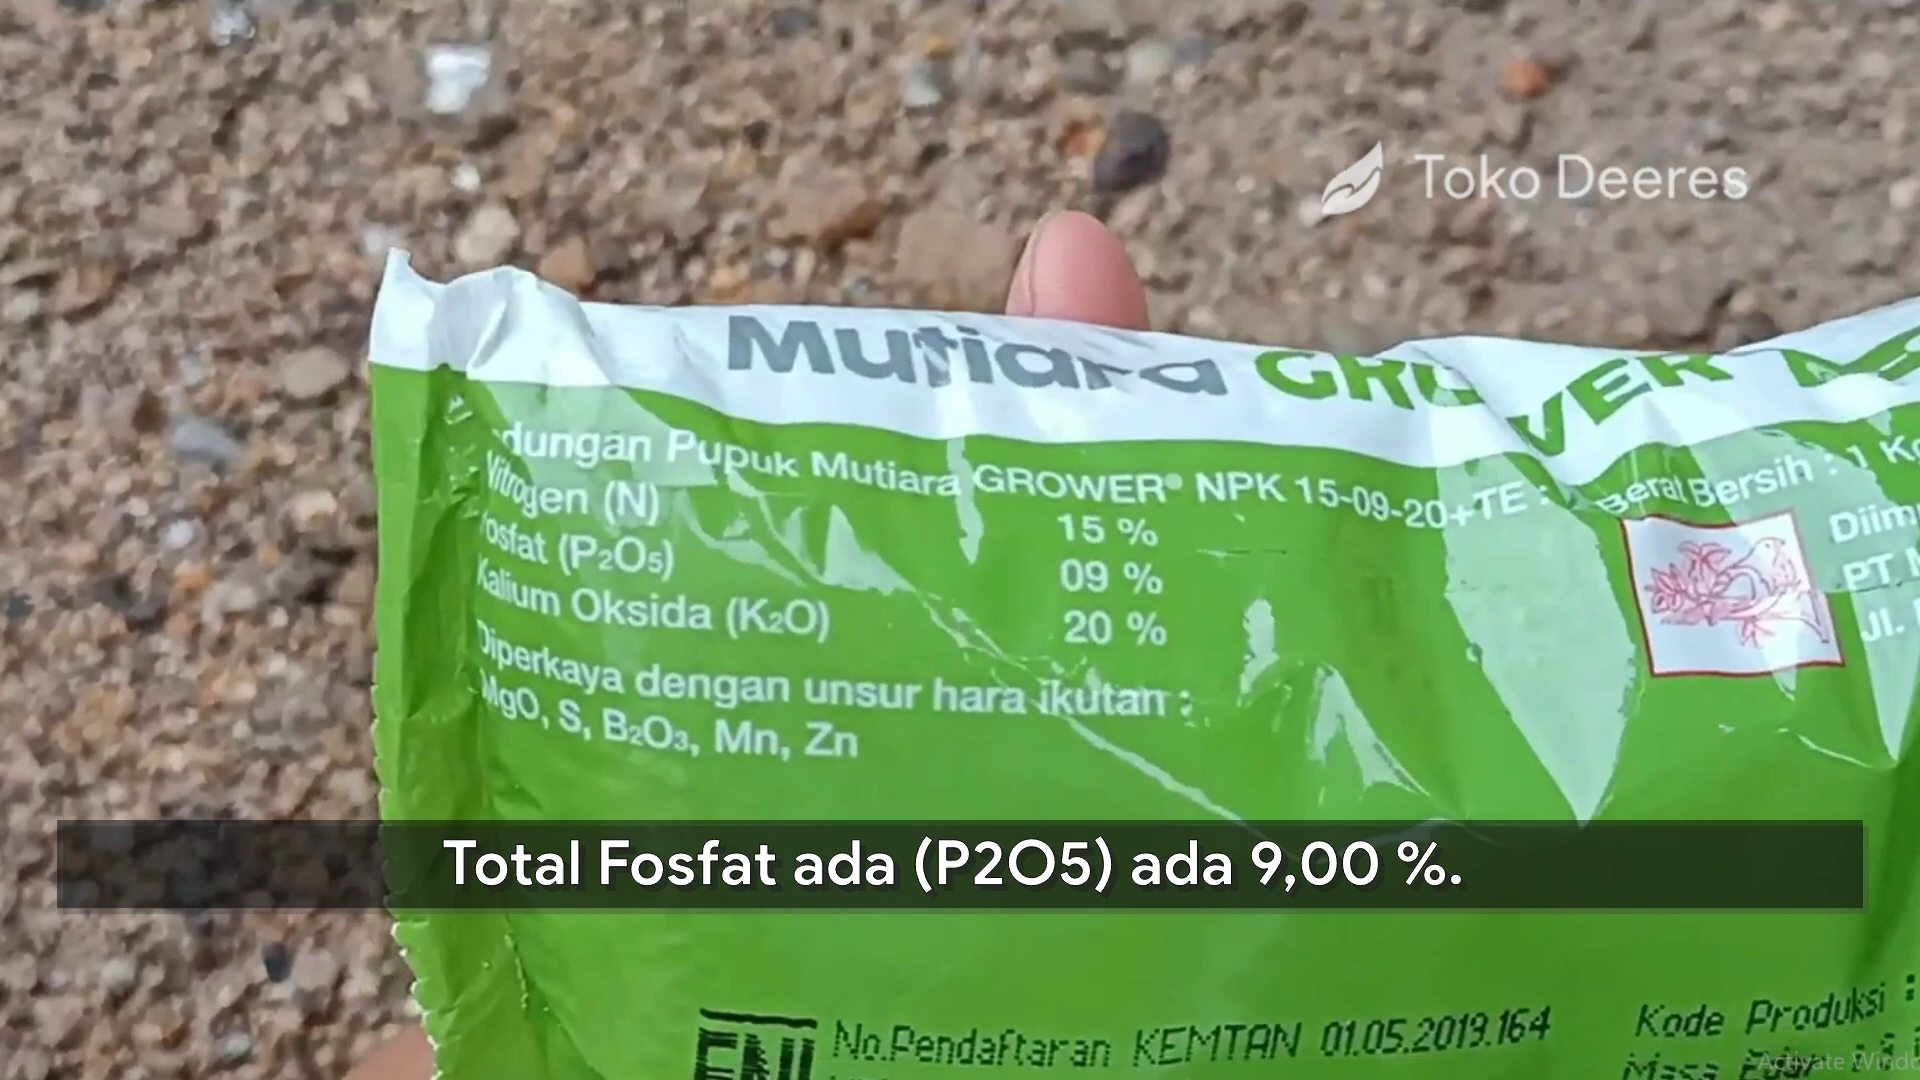 Toko Deeres
Mutiara GROWER
dungan Pupuk Mutiara GROWER® NPK 15-09-20+TE :
Nitrogen (N) 15 %
Fosfat (P2O5) 09 %
Kalium Oksida (K2O) 20 %
Diperkaya dengan unsur hara ikutan :
MgO, S, B2O3, Mn, Zn
Berat Bersih : 1
PT
Jl.
Total Fosfat ada (P2O5) ada 9,00 %.
No.Pendaftaran KEMTAN 01.05.2019.164
Kode Produksi :
Masa
Activate